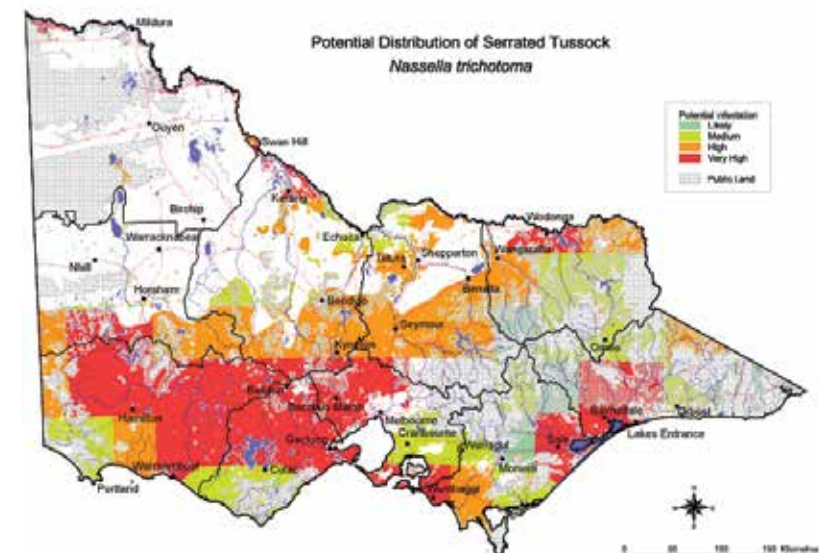 Mildura
Potential Distribution of Serrated Tussock
Nassella trichotoma
Potential infestation
Likely
Medium
High
Very High
Public Land
Ouyen
Swan Hill
Birchip
Kerang
Warracknabeal
Echuca
Wodonga
Nhill
Tatura
Shepparton
Wangaratta
Horsham
Benalla
Bendigo
Seymour
Kyneton
Omeo
Ballarat
Bacchus Marsh
Hamilton
Melbourne
Cranbourne
Bairnsdale
Orbost
Geelong
Warragul
Sale
Lakes Entrance
Warrnambool
Colac
Morwell
Portland
Wonthaggi
0 50 100 150 Kilometres